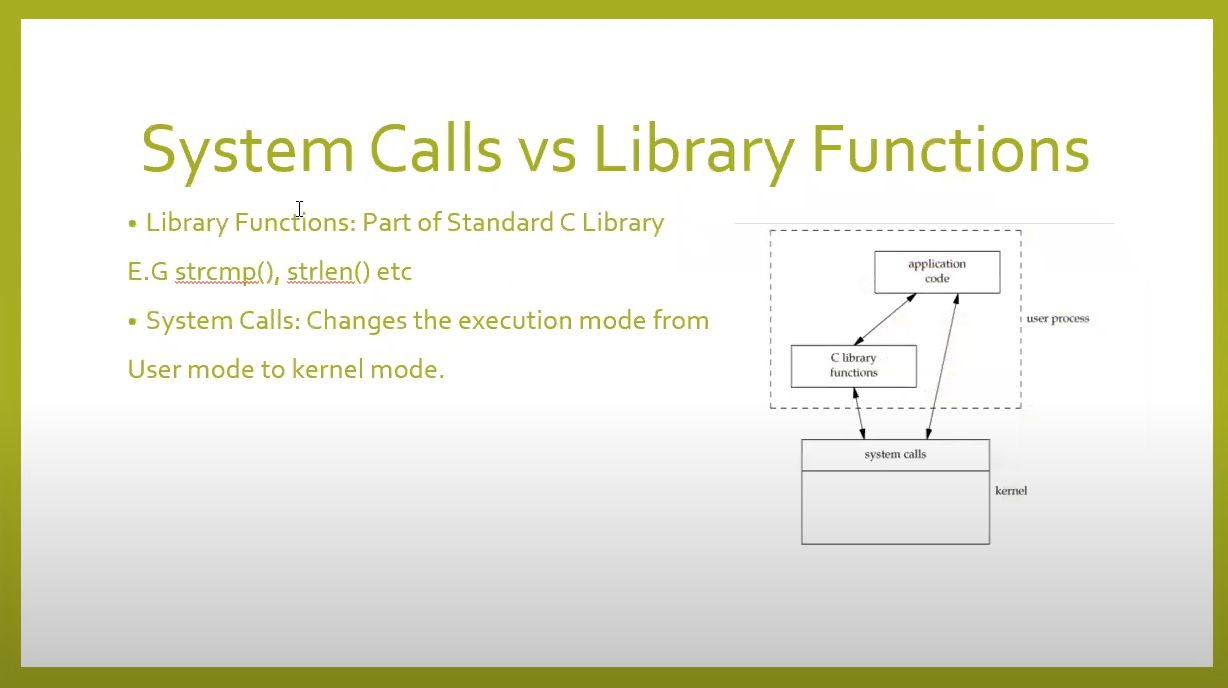 System Calls vs Library Functions
• Library Functions: Part of Standard C Library
E.G strcmp(), strlen() etc
• System Calls: Changes the execution mode from
User mode to kernel mode.
application
code
user process
C library
functions
system calls
kernel